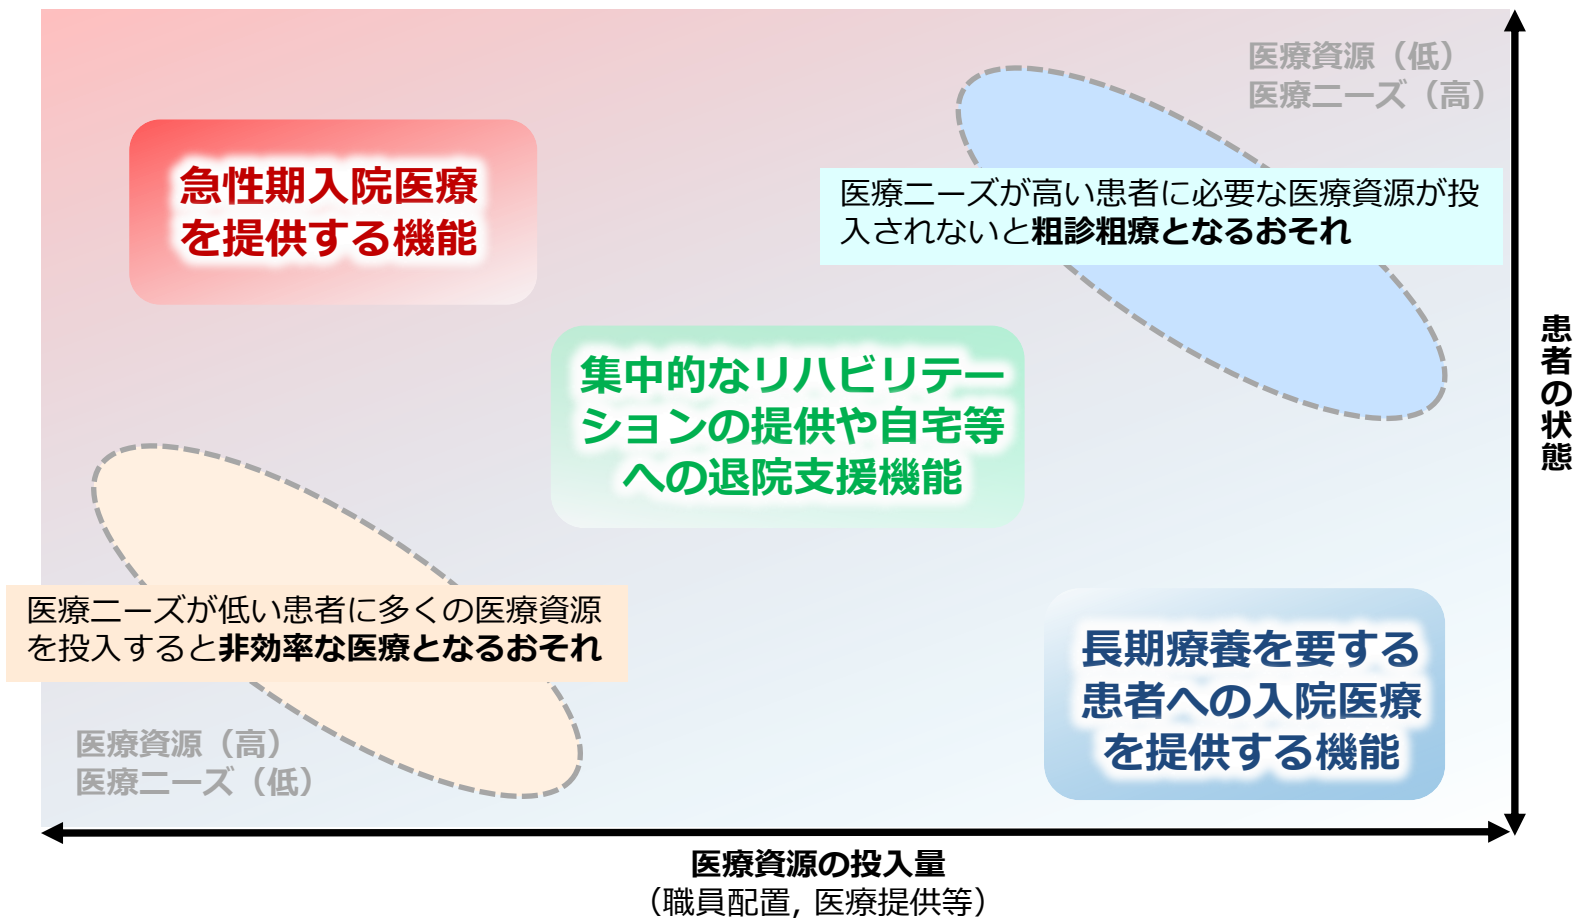 医療資源（低）
医療ニーズ（高）
急性期入院医療
を提供する機能
医療ニーズが高い患者に必要な医療資源が投
入されないと粗診粗療となるおそれ
集中的なリハビリテー
ションの提供や自宅等
への退院支援機能
患者の状態
医療ニーズが低い患者に多くの医療資源
を投入すると非効率な医療となるおそれ
長期療養を要する
患者への入院医療
を提供する機能
医療資源（高）
医療ニーズ（低）
医療資源の投入量
（職員配置, 医療提供等）